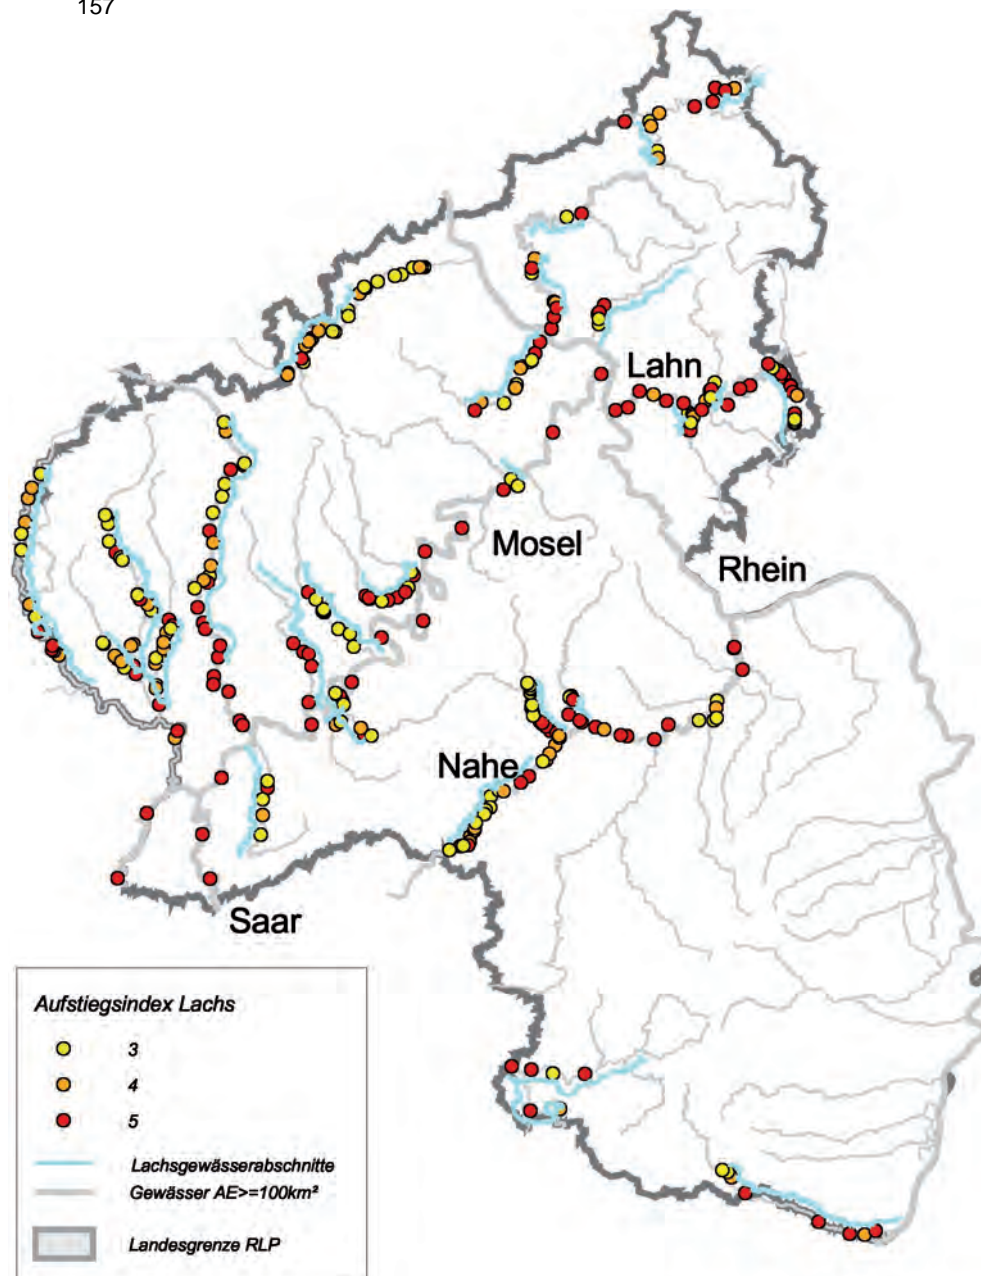 157
Lahn
Mosel
Rhein
Nahe
Saar
Aufstiegsindex Lachs
3
4
5
Lachsgewässerabschnitte
Gewässer AE>=100km²
Landesgrenze RLP